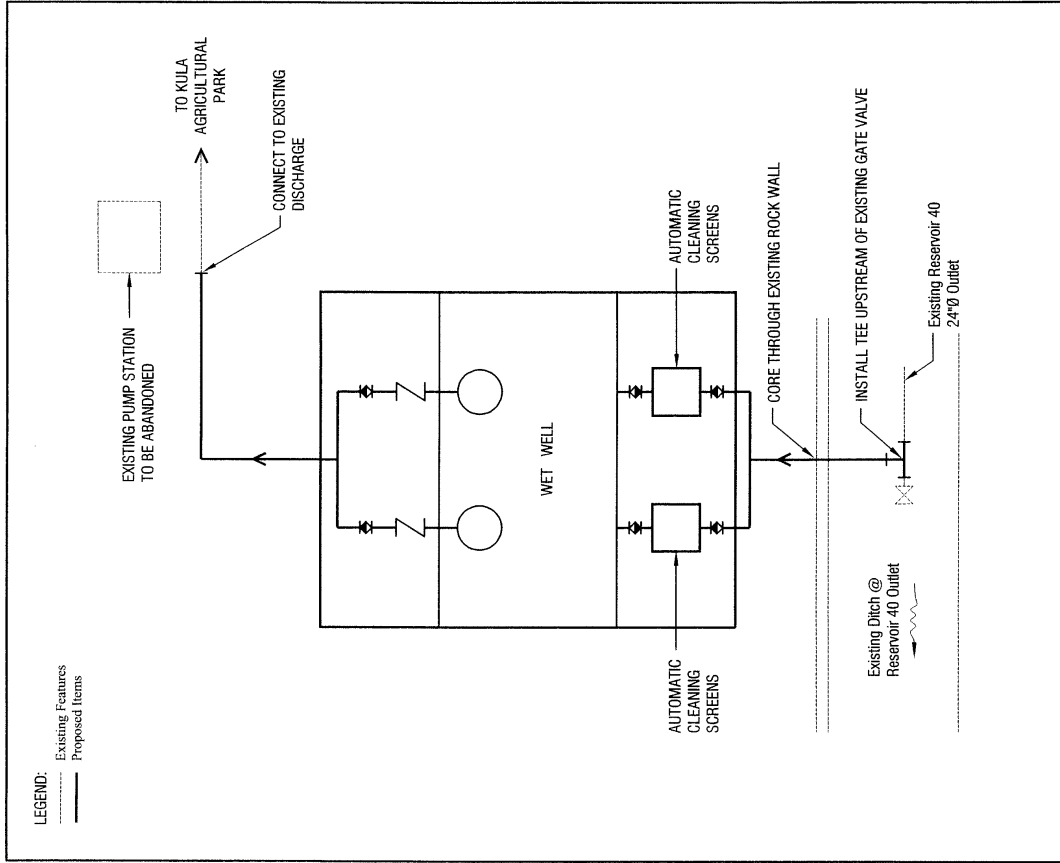 LEGEND:
Existing Features
Proposed Items
EXISTING PUMP STATION
TO BE ABANDONED
TO KULA
AGRICULTURAL
PARK
CONNECT TO EXISTING
DISCHARGE
WET WELL
AUTOMATIC
CLEANING
SCREENS
AUTOMATIC
CLEANING
SCREENS
CORE THROUGH EXISTING ROCK WALL
INSTALL TEE UPSTREAM OF EXISTING GATE VALVE
Existing Reservoir 40
24"Ø Outlet
Existing Ditch @
Reservoir 40 Outlet